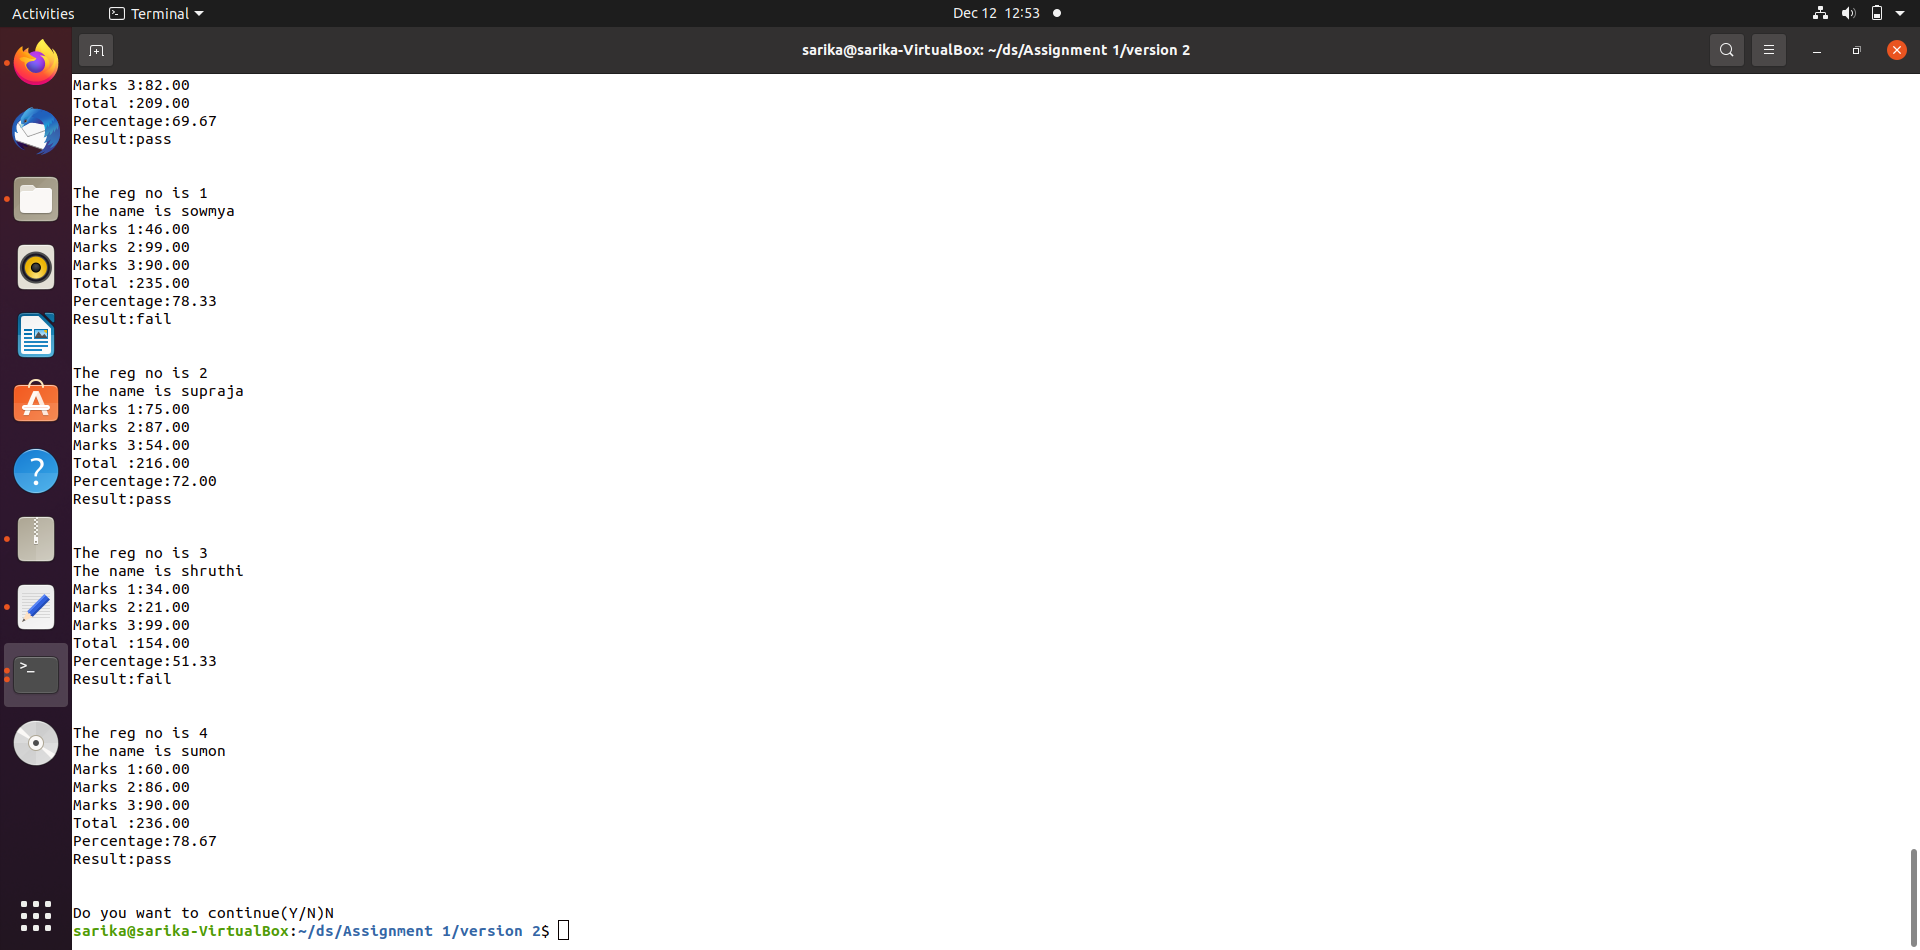 Activities
Terminal
Dec 12 12:53
sarika@sarika-VirtualBox: ~/ds/Assignment 1/version 2
Marks 3:82.00
Total :209.00
Percentage:69.67
Result:pass
The reg no is 1
The name is sowmya
Marks 1:46.00
Marks 2:99.00
Marks 3:90.00
Total :235.00
Percentage:78.33
Result:fail
The reg no is 2
The name is supraja
Marks 1:75.00
Marks 2:87.00
Marks 3:54.00
Total :216.00
Percentage:72.00
Result:pass
The reg no is 3
The name is shruthi
Marks 1:34.00
Marks 2:21.00
Marks 3:99.00
Total :154.00
Percentage:51.33
Result:fail
The reg no is 4
The name is sumon
Marks 1:60.00
Marks 2:86.00
Marks 3:90.00
Total :236.00
Percentage:78.67
Result:pass
Do you want to continue(Y/N)N
sarika@sarika-VirtualBox:~/ds/Assignment 1/version 2$